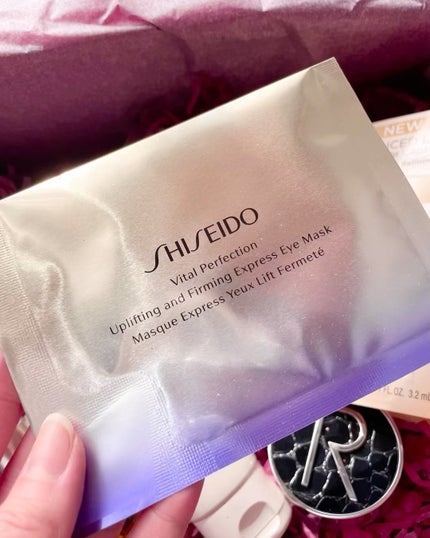 SHISEIDO
Vital Perfection
Uplifting and Firming Express Eye Mask
Masque Express Yeux Lift Fermeté
NEW
FL OZ. 3.2 mL
R